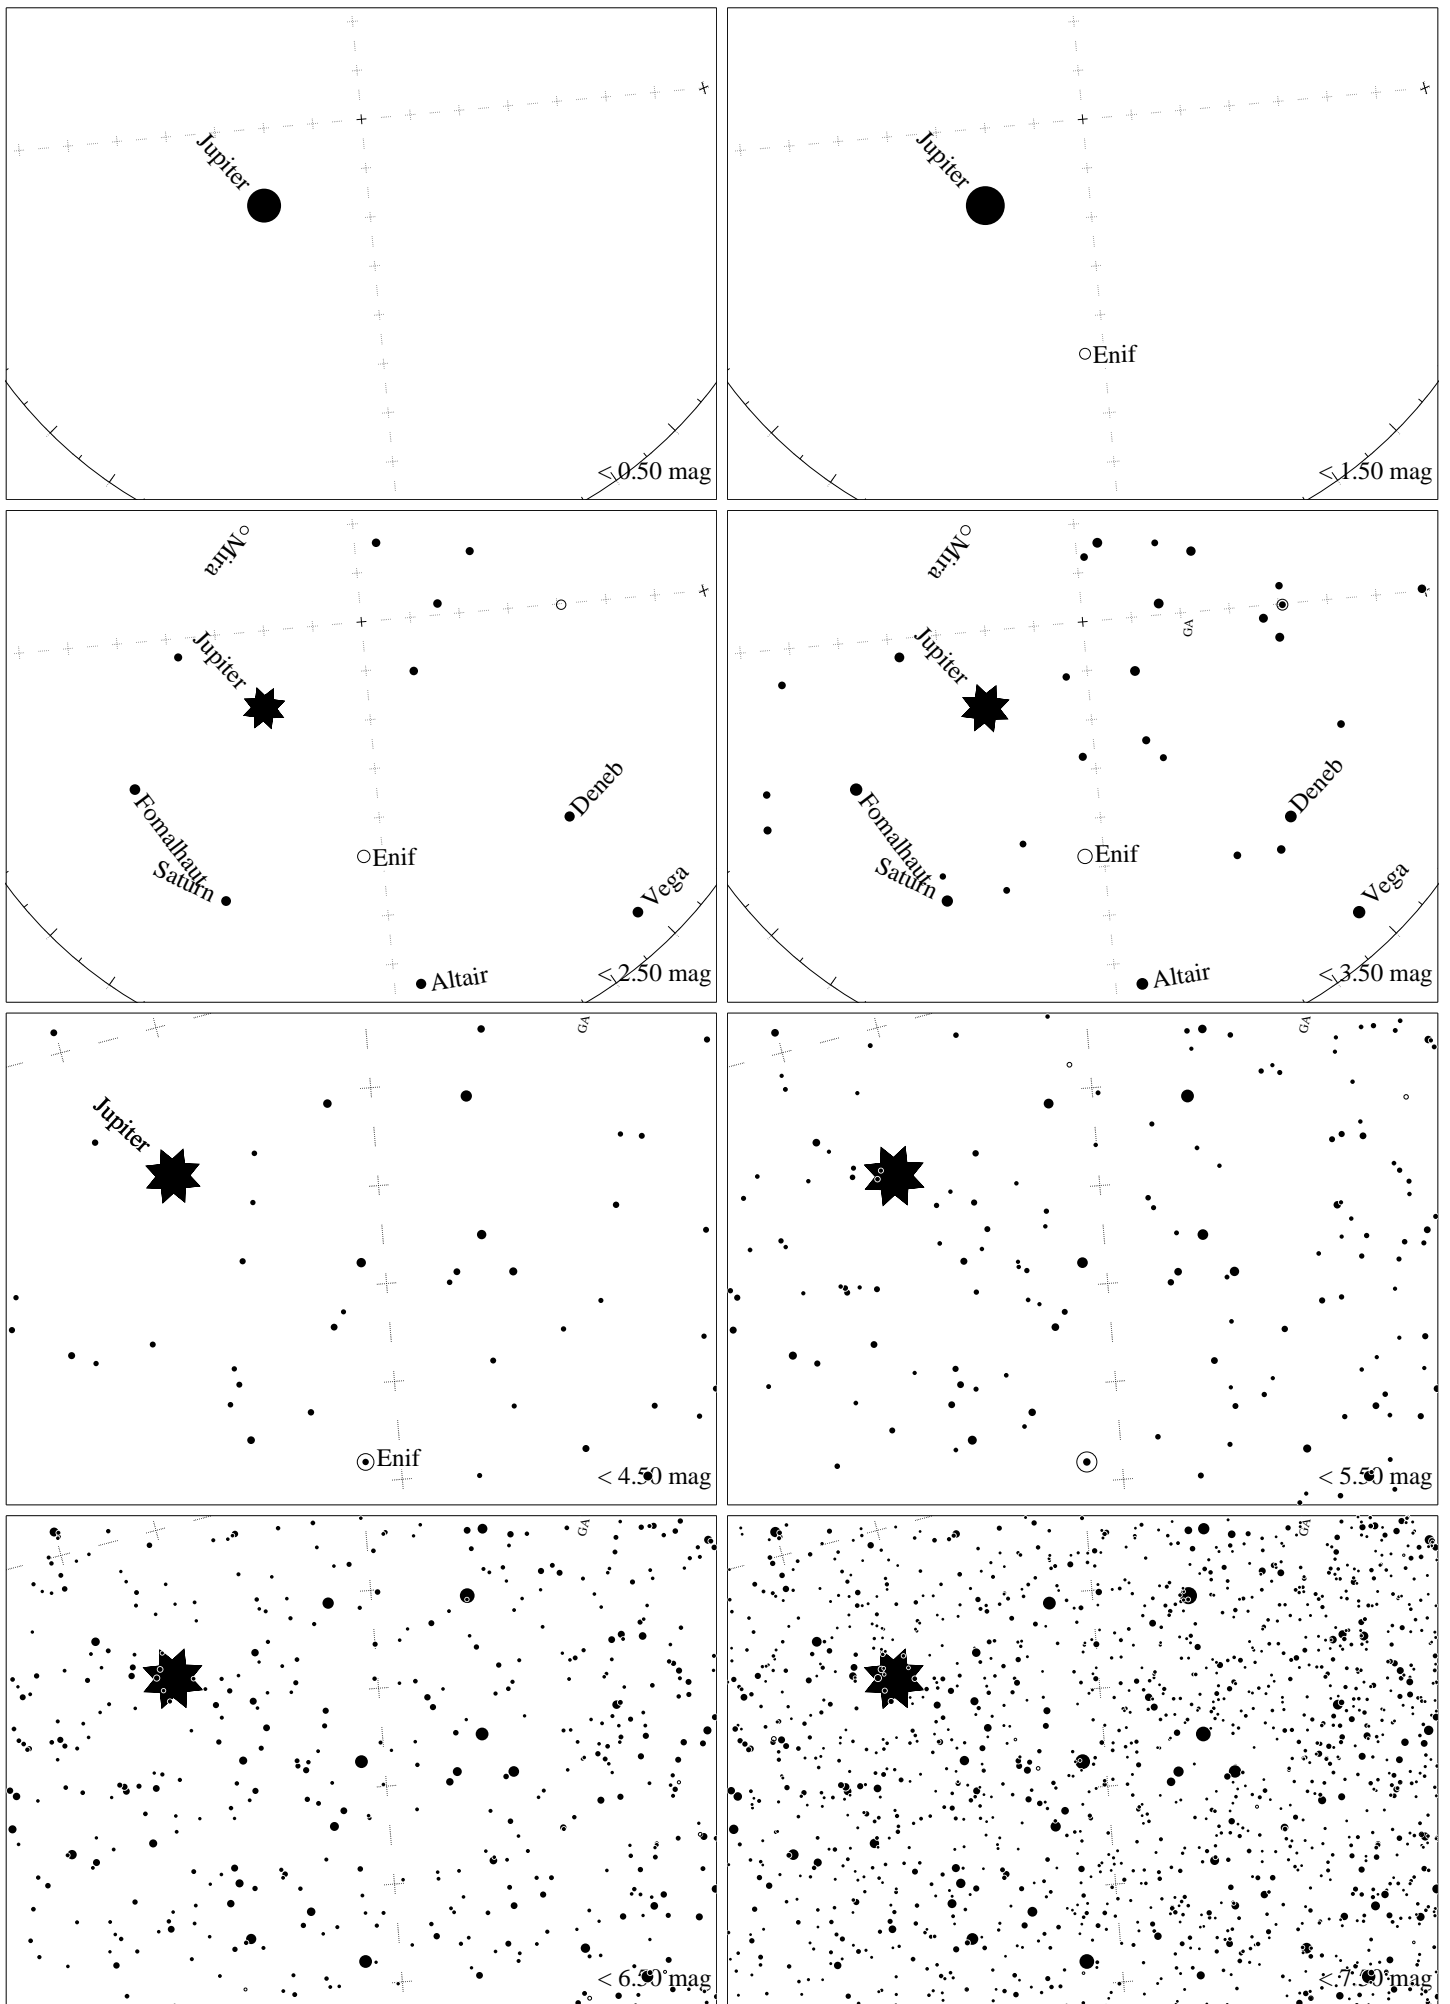 Jupiter
< 0.50 mag
Jupiter
Enif
< 1.50 mag
Mira
Jupiter
Deneb
Fomalhaut
Enif
Saturn
Vega
Altair
< 2.50 mag
Mira
GA
Jupiter
Deneb
Fomalhaut
Enif
Saturn
Vega
Altair
< 3.50 mag
GA
Jupiter
Enif
< 4.50 mag
GA
< 5.50 mag
GA
< 6.50 mag
GA
< 7.50 mag